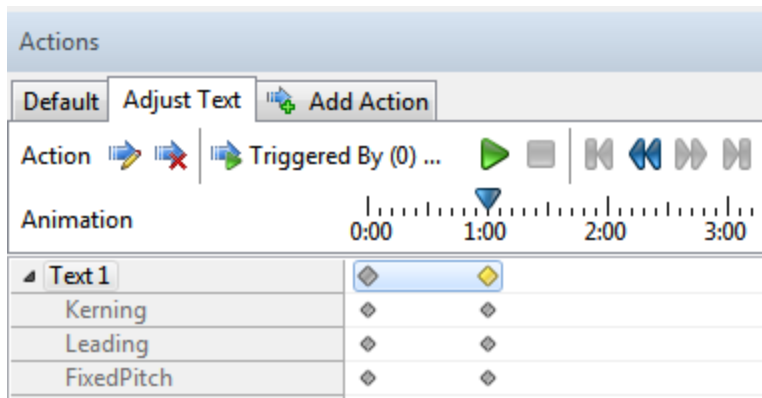 Actions
Default Adjust Text Add Action
Action Triggered By (0) ...
Animation 0:00 1:00 2:00 3:00
Text 1
Kerning
Leading
FixedPitch